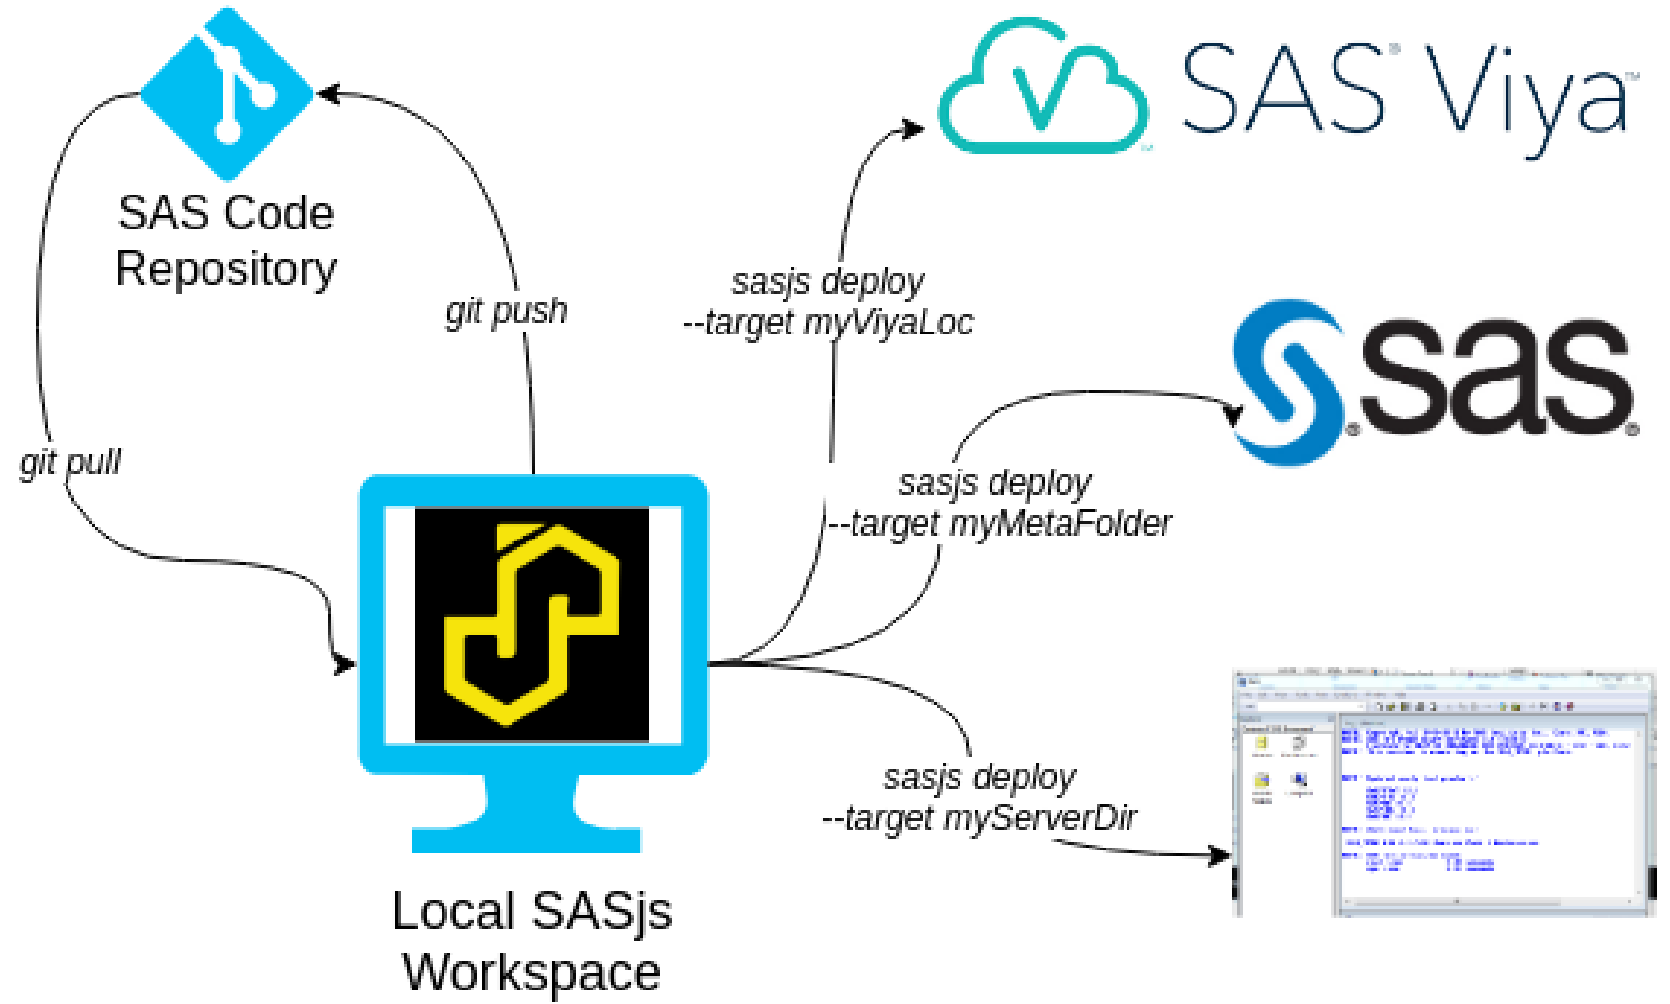 SAS® Viya™
SAS Code
Repository
git push
sasjs deploy
--target myViyaLoc
sas
git pull
sasjs deploy
--target myMetaFolder
sasjs deploy
--target myServerDir
Local SASjs
Workspace